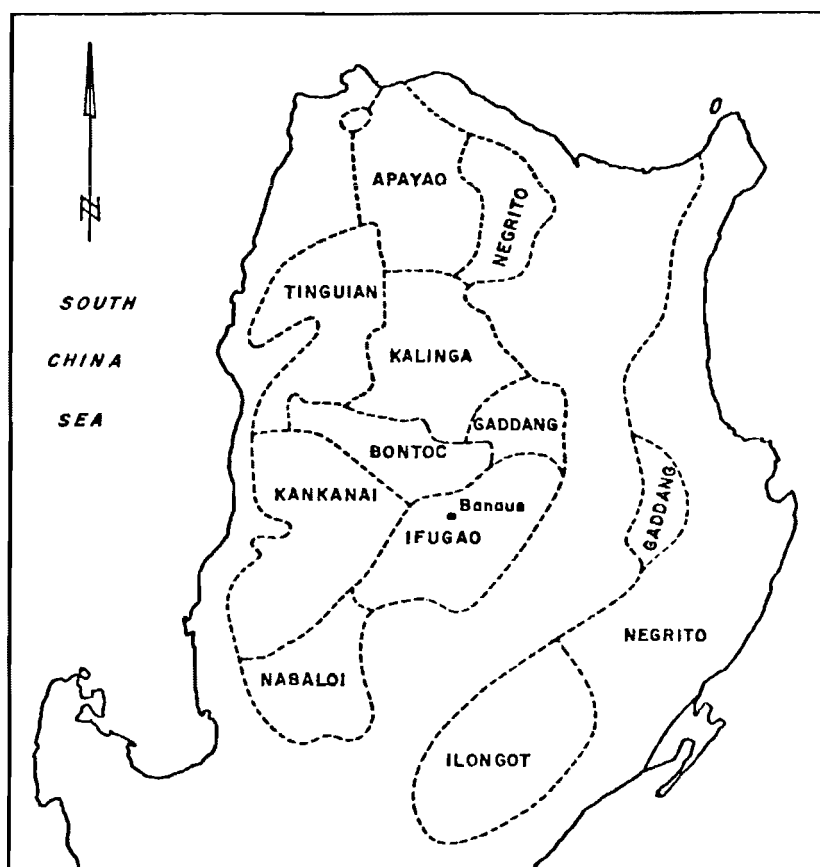 APAYAO
NEGRITO
TINGUIAN
SOUTH
CHINA
SEA
KALINGA
GADDANG
BONTOC
KANKANAI
Banaue
IFUGAO
GADDANG
NEGRITO
NABALOI
ILONGOT
N